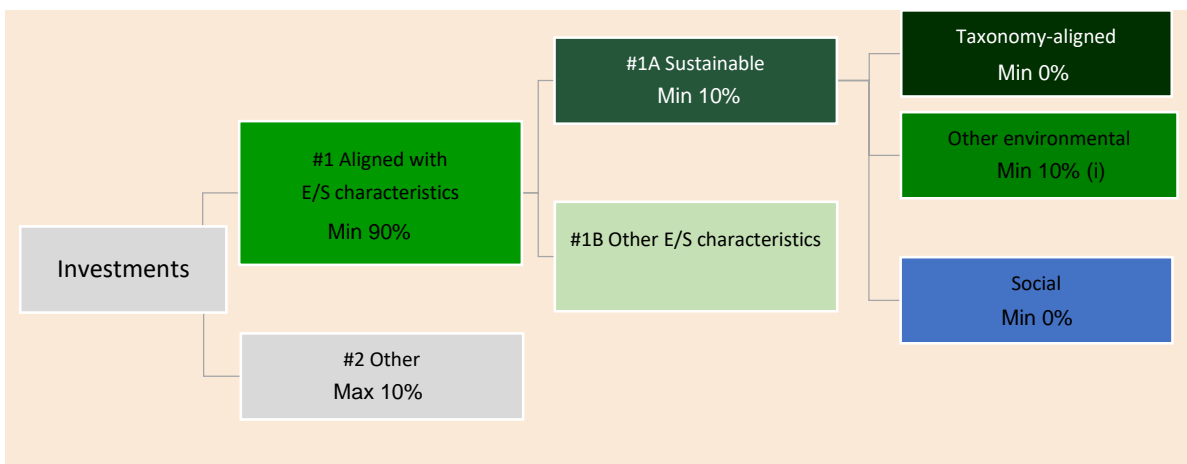 Investments
#1 Aligned with
E/S characteristics
Min 90%
#2 Other
Max 10%
#1A Sustainable
Min 10%
#1B Other E/S characteristics
Taxonomy-aligned
Min 0%
Other environmental
Min 10% (i)
Social
Min 0%